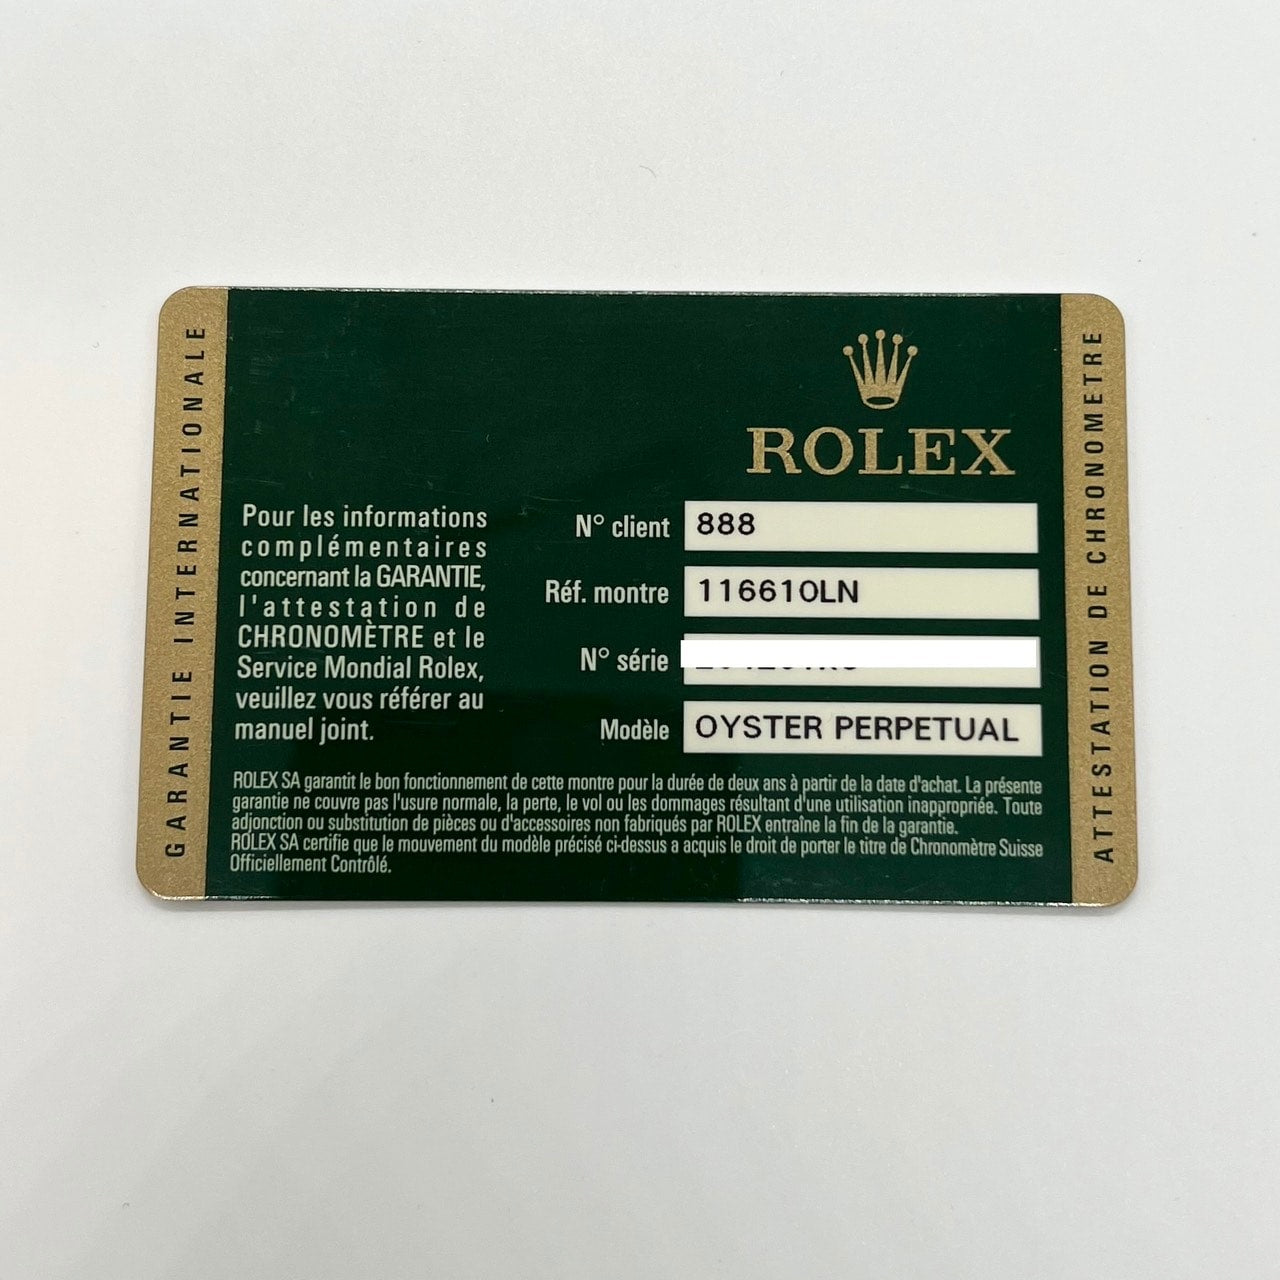 GARANTIE INTERNATIONALE
ROLEX
Pour les informations
complémentaires
concernant la GARANTIE,
l'attestation de
CHRONOMÈTRE et le
Service Mondial Rolex,
veuillez vous référer au
manuel joint.
N° client 888
Réf. montre 116610LN
N° série
Modèle OYSTER PERPETUAL
ROLEX SA garantit le bon fonctionnement de cette montre pour la durée de deux ans à partir de la date d'achat. La présente
garantie ne couvre pas l'usure normale, la perte, le vol ou les dommages résultant d'une utilisation inappropriée. Toute
adjonction ou substitution de pièces ou d'accessoires non fabriqués par ROLEX entraîne la fin de la garantie.
ROLEX SA certifie que le mouvement du modèle précisé ci-dessus a acquis le droit de porter le titre de Chronomètre Suisse
Officiellement Contrôlé.
ATTESTATION DE CHRONOMETRE